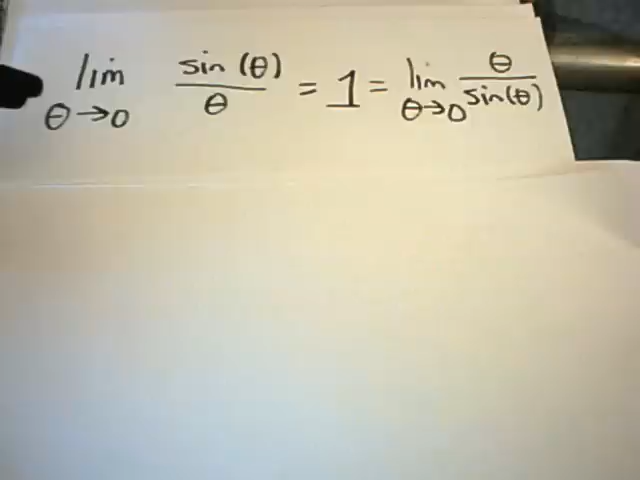 lim θ→0 sin(θ)/θ = 1 = lim θ→0 θ/sin(θ)